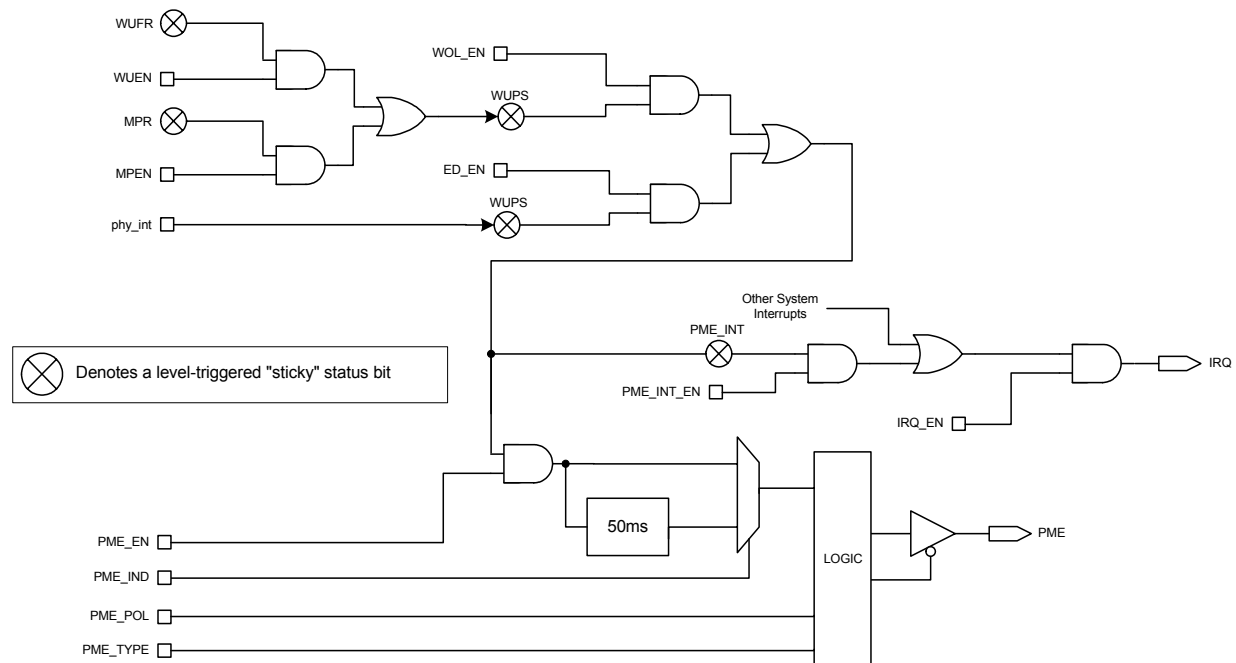 WUFR
WUEN
MPR
MPEN
phy_int
WOL_EN
WUPS
ED_EN
WUPS
Other System
Interrupts
PME_INT
PME_INT_EN
IRQ_EN
IRQ
Denotes a level-triggered "sticky" status bit
50ms
LOGIC
PME
PME_EN
PME_IND
PME_POL
PME_TYPE